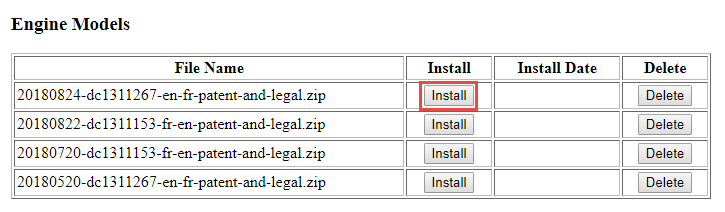 Engine Models
File Name Install Install Date Delete
20180824-dc1311267-en-fr-patent-and-legal.zip Install Delete
20180822-dc1311153-fr-en-patent-and-legal.zip Install Delete
20180720-dc1311153-fr-en-patent-and-legal.zip Install Delete
20180520-dc1311267-en-fr-patent-and-legal.zip Install Delete